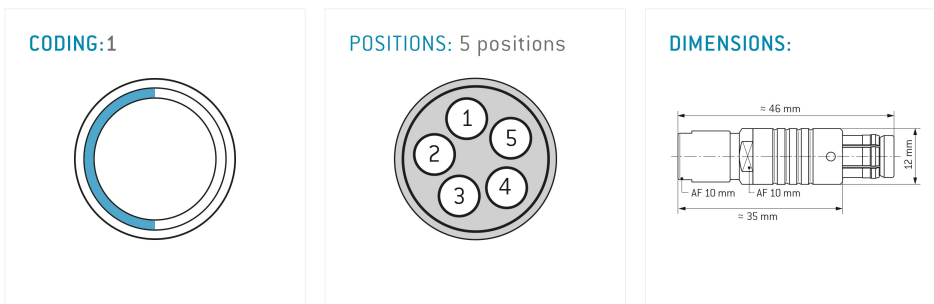 CODING:1
1
2
3
4
5
POSITIONS: 5 positions
DIMENSIONS:
≈ 46 mm
12 mm
AF 10 mm
AF 10 mm
≈ 35 mm